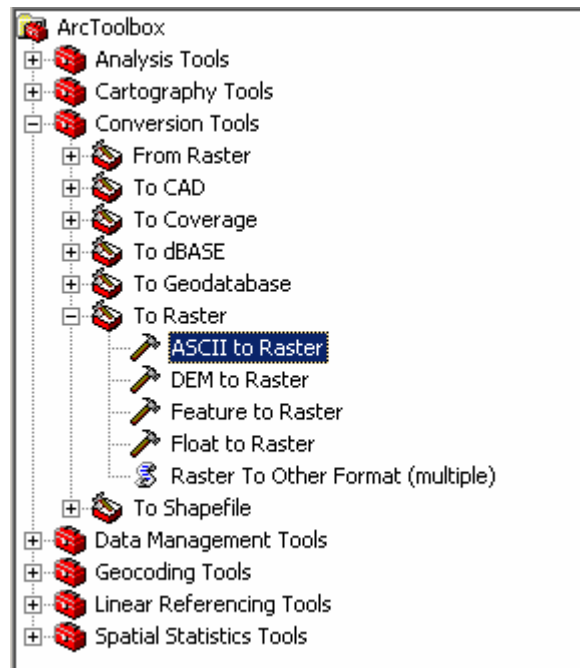 ArcToolbox
Analysis Tools
Cartography Tools
Conversion Tools
From Raster
To CAD
To Coverage
To dBASE
To Geodatabase
To Raster
ASCII to Raster
DEM to Raster
Feature to Raster
Float to Raster
Raster To Other Format (multiple)
To Shapefile
Data Management Tools
Geocoding Tools
Linear Referencing Tools
Spatial Statistics Tools